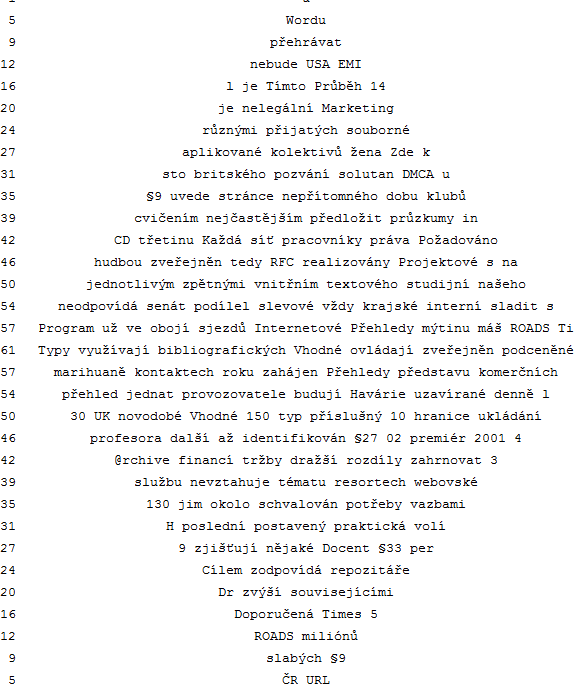 5 Wordu
9 přehrávat
12 nebude USA EMI
16 l je Tímto Průběh 14
20 je nelegální Marketing
24 různými přijatých souborné
27 aplikované kolektivů žena Zde k
31 sto britského pozvání solutan DMCA u
35 §9 uvede stránce nepřítomného dobu klubů
39 cvičením nejčastějším předložit průzkumy in
42 CD třetinu Každá síť pracovníky práva Požadováno
46 hudbou zveřejněn tedy RFC realizovány Projektové s na
50 jednotlivým zpětnými vnitřním textového studijní našeho
54 neodpovídá senát podílel slevové vždy krajské interní sladit s
57 Program už ve obojí sjezdů Internetové Přehledy mýtinu máš ROADS Ti
61 Typy využívají bibliografických Vhodné ovládají zveřejněn podceněné
57 marihuaně kontaktech roku zahájen Přehledy představu komerčních
54 přehled jednat provozovatele budují Havárie uzavírané denně l
50 30 UK novodobé Vhodné 150 typ příslušný 10 hranice ukládání
46 profesora další až identifikován §27 02 premiér 2001 4
42 @rchive financí tržby dražší rozdíly zahrnovat 3
39 službu nevztahuje tématu resortech webovské
35 130 jim okolo schvalován potřeby vazbami
31 H poslední postavený praktická volí
27 9 zjišťují nějaké Docent §33 per
24 Cílem zodpovídá repozitáře
20 Dr zvýší souvisejícími
16 Doporučená Times 5
12 ROADS miliónů
9 slabých §9
5 ČR URL